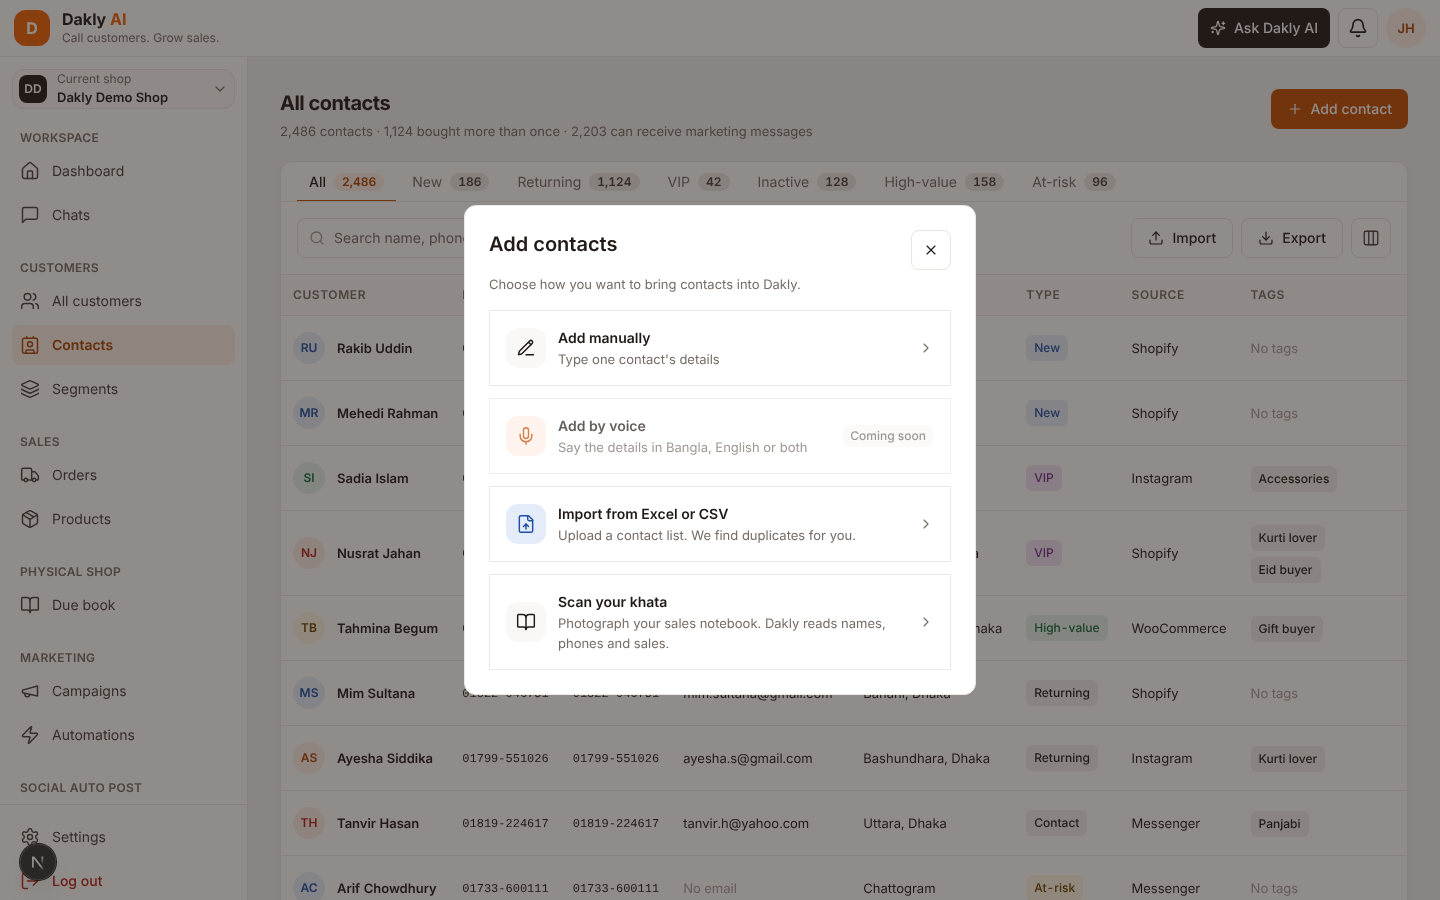 D
Dakly AI
Call customers. Grow sales.
Ask Dakly AI
JH
DD
Current shop
Dakly Demo Shop
WORKSPACE
Dashboard
Chats
CUSTOMERS
All customers
Contacts
Segments
SALES
Orders
Products
PHYSICAL SHOP
Due book
MARKETING
Campaigns
Automations
SOCIAL AUTO POST
Settings
N
Log out
All contacts
2,486 contacts · 1,124 bought more than once · 2,203 can receive marketing messages
+ Add contact
All 2,486 New 186 Returning 1,124 VIP 42 Inactive 128 High-value 158 At-risk 96
Search name, phon
Import
Export
CUSTOMER TYPE SOURCE TAGS
RU Rakib Uddin New Shopify No tags
MR Mehedi Rahman New Shopify No tags
SI Sadia Islam VIP Instagram Accessories
NJ Nusrat Jahan VIP Shopify Kurti lover
Eid buyer
TB Tahmina Begum High-value WooCommerce Gift buyer
MS Mim Sultana Returning Shopify No tags
AS Ayesha Siddika 01799-551026 01799-551026 ayesha.s@gmail.com Bashundhara, Dhaka Returning Instagram Kurti lover
TH Tanvir Hasan 01819-224617 01819-224617 tanvir.h@yahoo.com Uttara, Dhaka Contact Messenger Panjabi
AC Arif Chowdhury 01733-600111 01733-600111 No email Chattogram At-risk Messenger No tags
Add contacts
Choose how you want to bring contacts into Dakly.
Add manually
Type one contact's details
Add by voice
Say the details in Bangla, English or both
Coming soon
Import from Excel or CSV
Upload a contact list. We find duplicates for you.
Scan your khata
Photograph your sales notebook. Dakly reads names,
phones and sales.